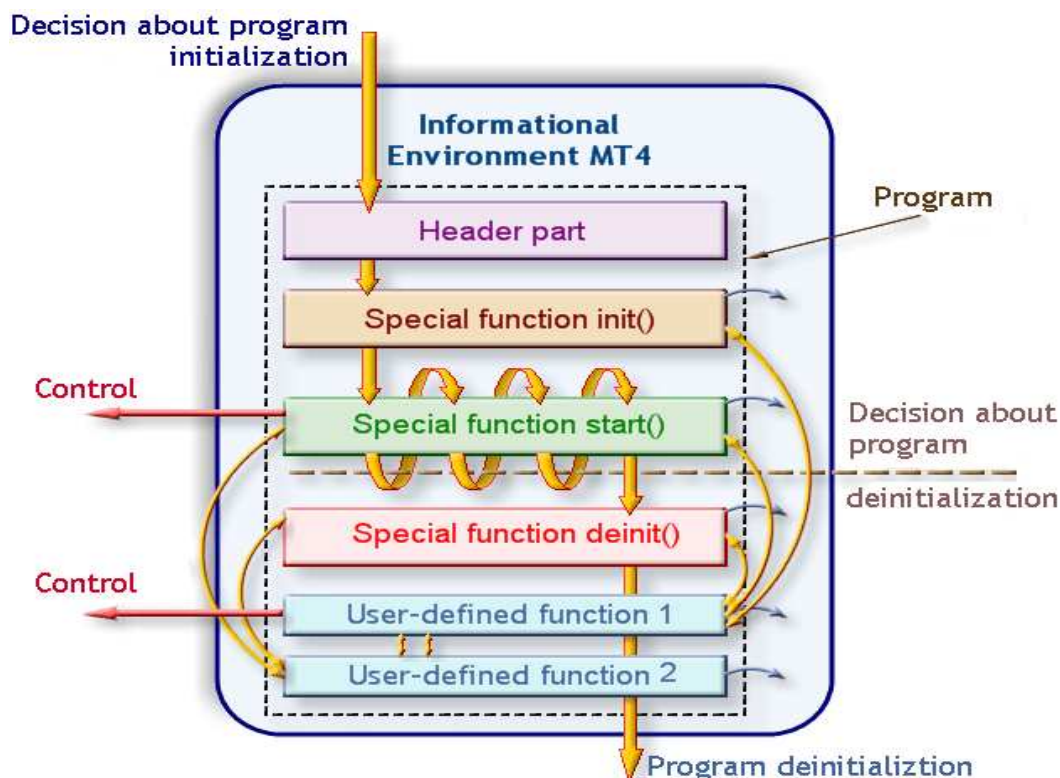 Decision about program
initialization
Informational
Environment MT4
Program
Header part
Special function init()
Control
Special function start()
Decision about
program
deinitialization
Special function deinit()
Control
User-defined function 1
User-defined function 2
Program deinitializtion